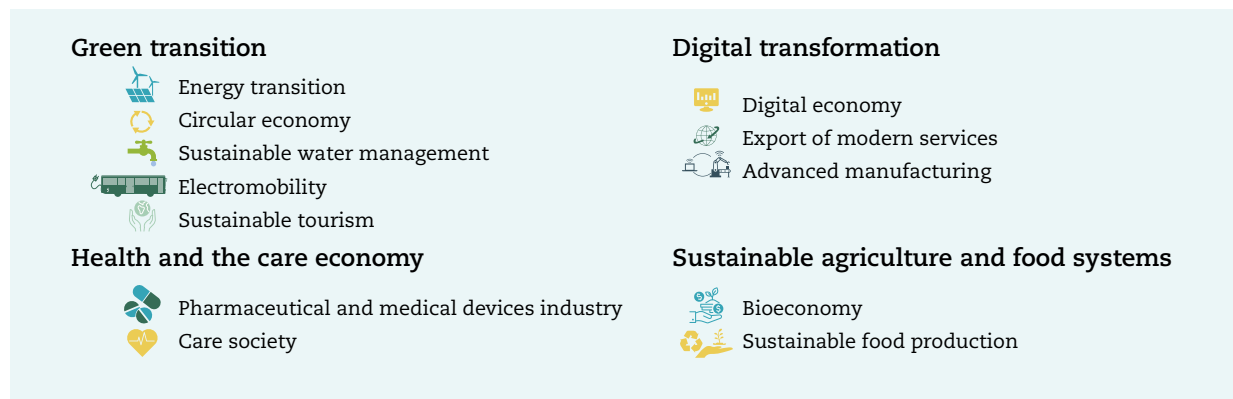 Green transition
Energy transition
Circular economy
Sustainable water management
Electromobility
Sustainable tourism
Digital transformation
Digital economy
Export of modern services
Advanced manufacturing
Health and the care economy
Pharmaceutical and medical devices industry
Care society
Sustainable agriculture and food systems
Bioeconomy
Sustainable food production